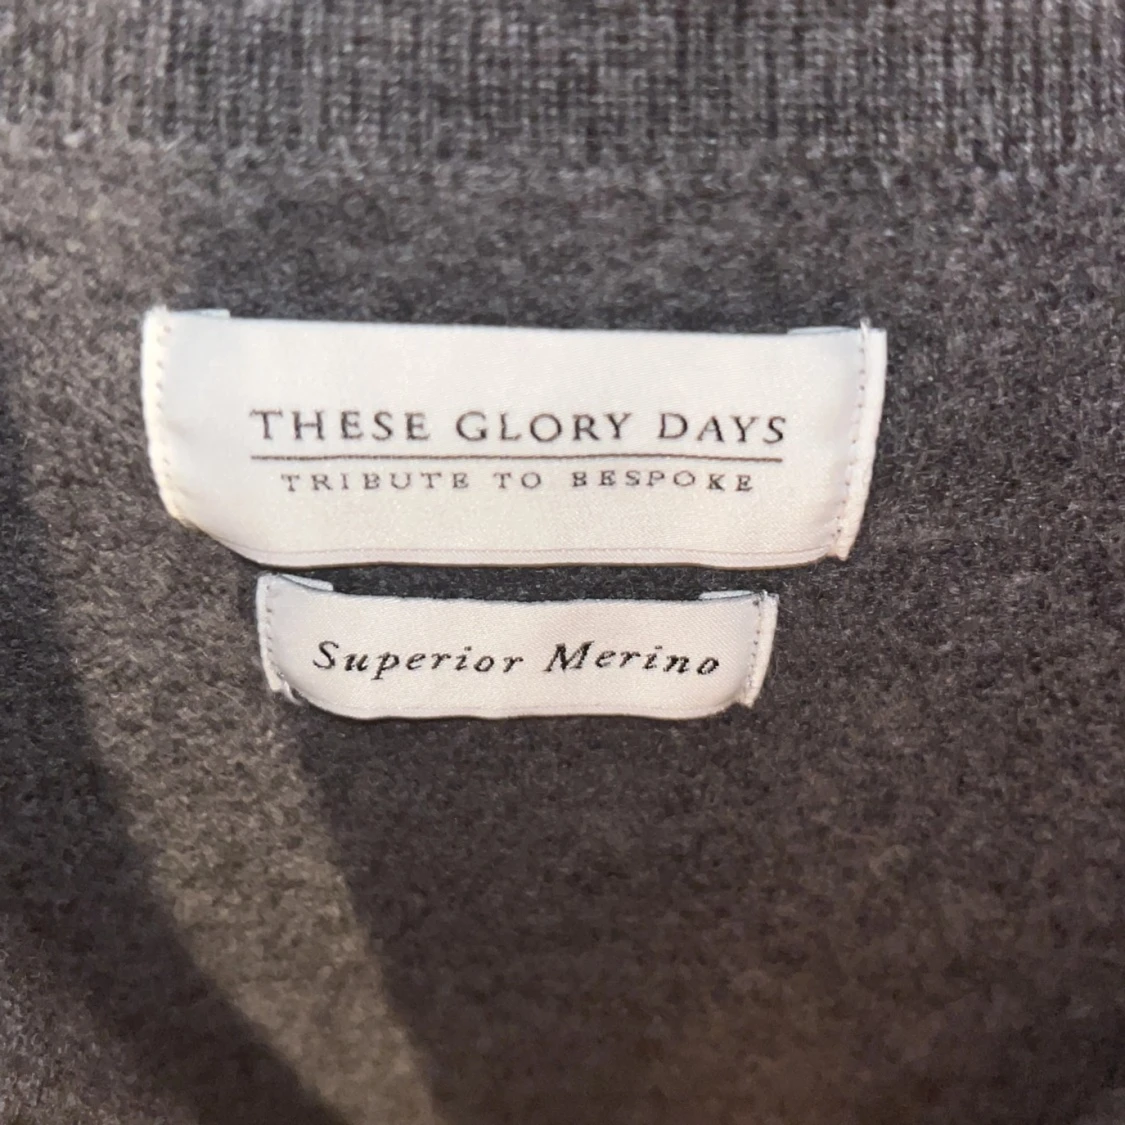 THESE GLORY DAYS
TRIBUTE TO BESPOKE
Superior Merino